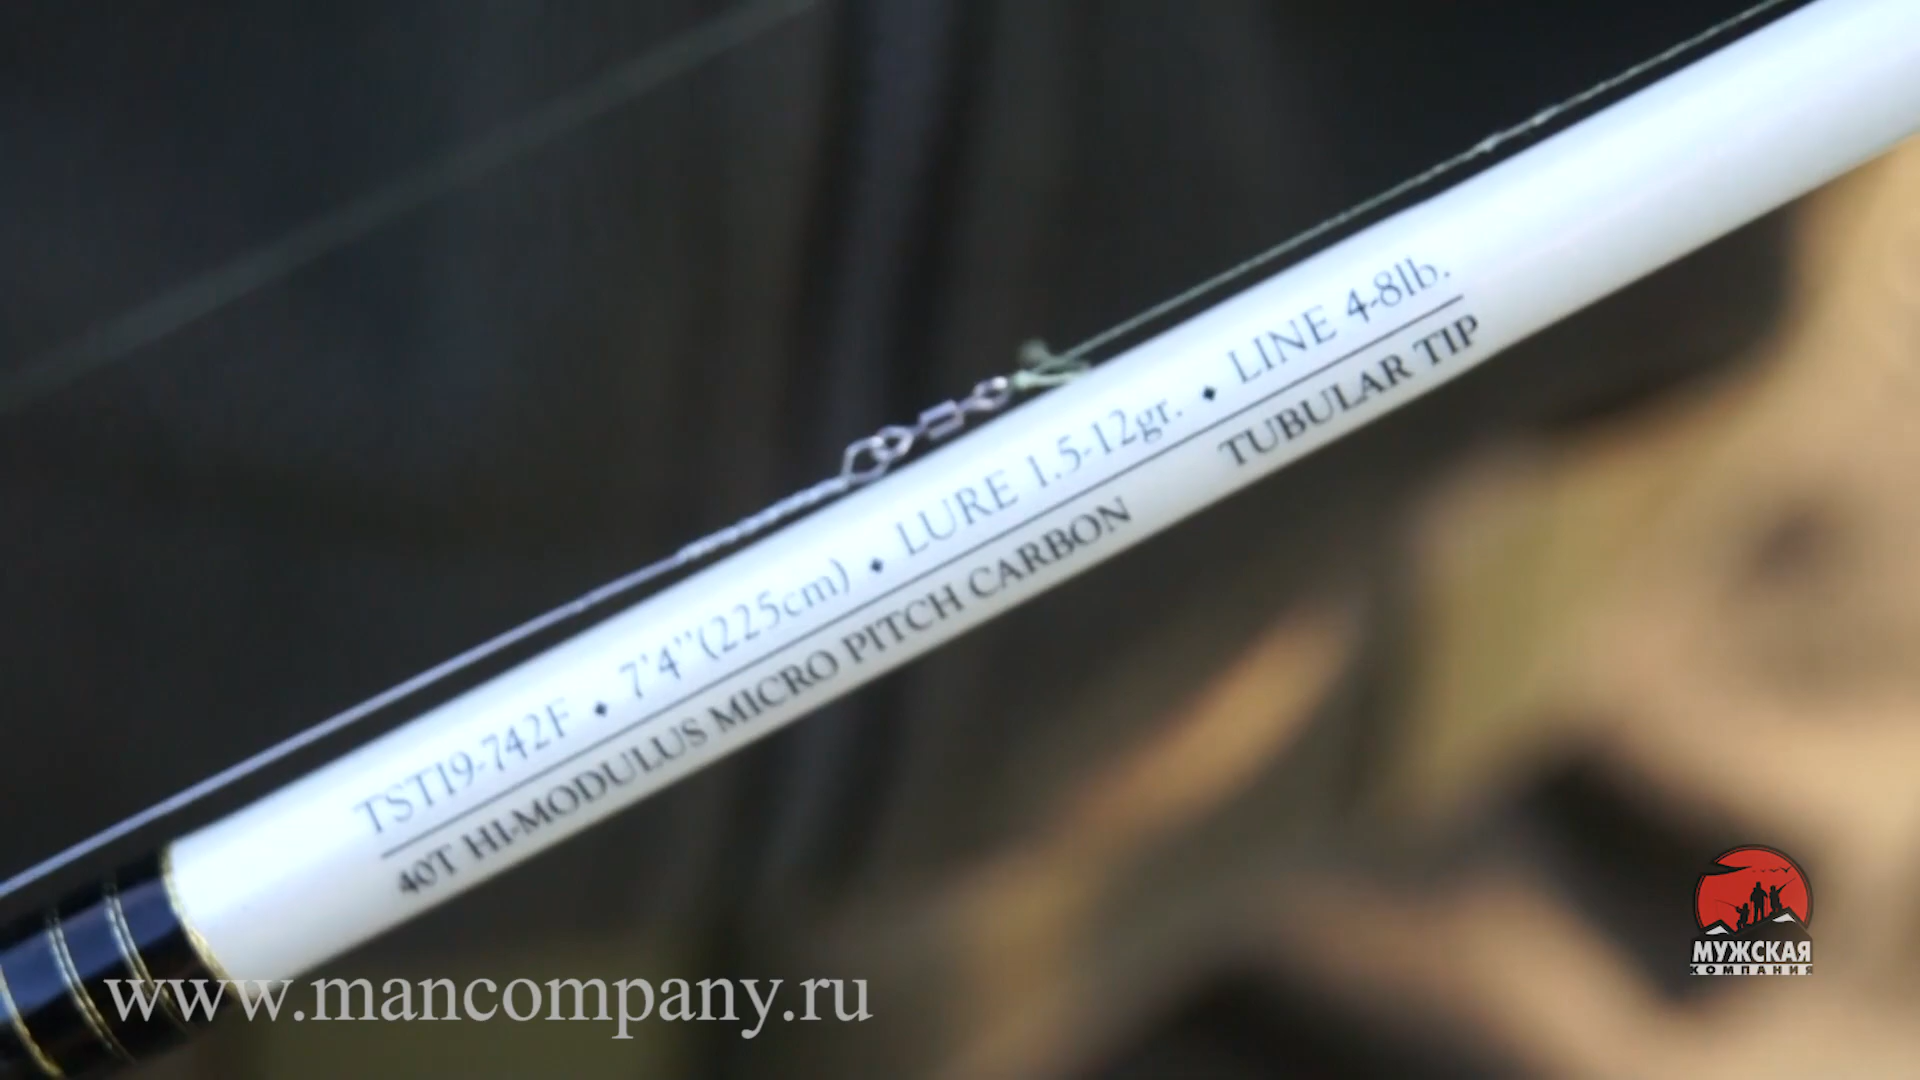 TST19-742F ⬥ 7'4"(225cm) ⬥ LURE 1.5-12gr. ⬥ LINE 4-8lb.
40T HI-MODULUS MICRO PITCH CARBON TUBULAR TIP
www.mancompany.ru
МУЖСКАЯ
КОМПАНИЯ